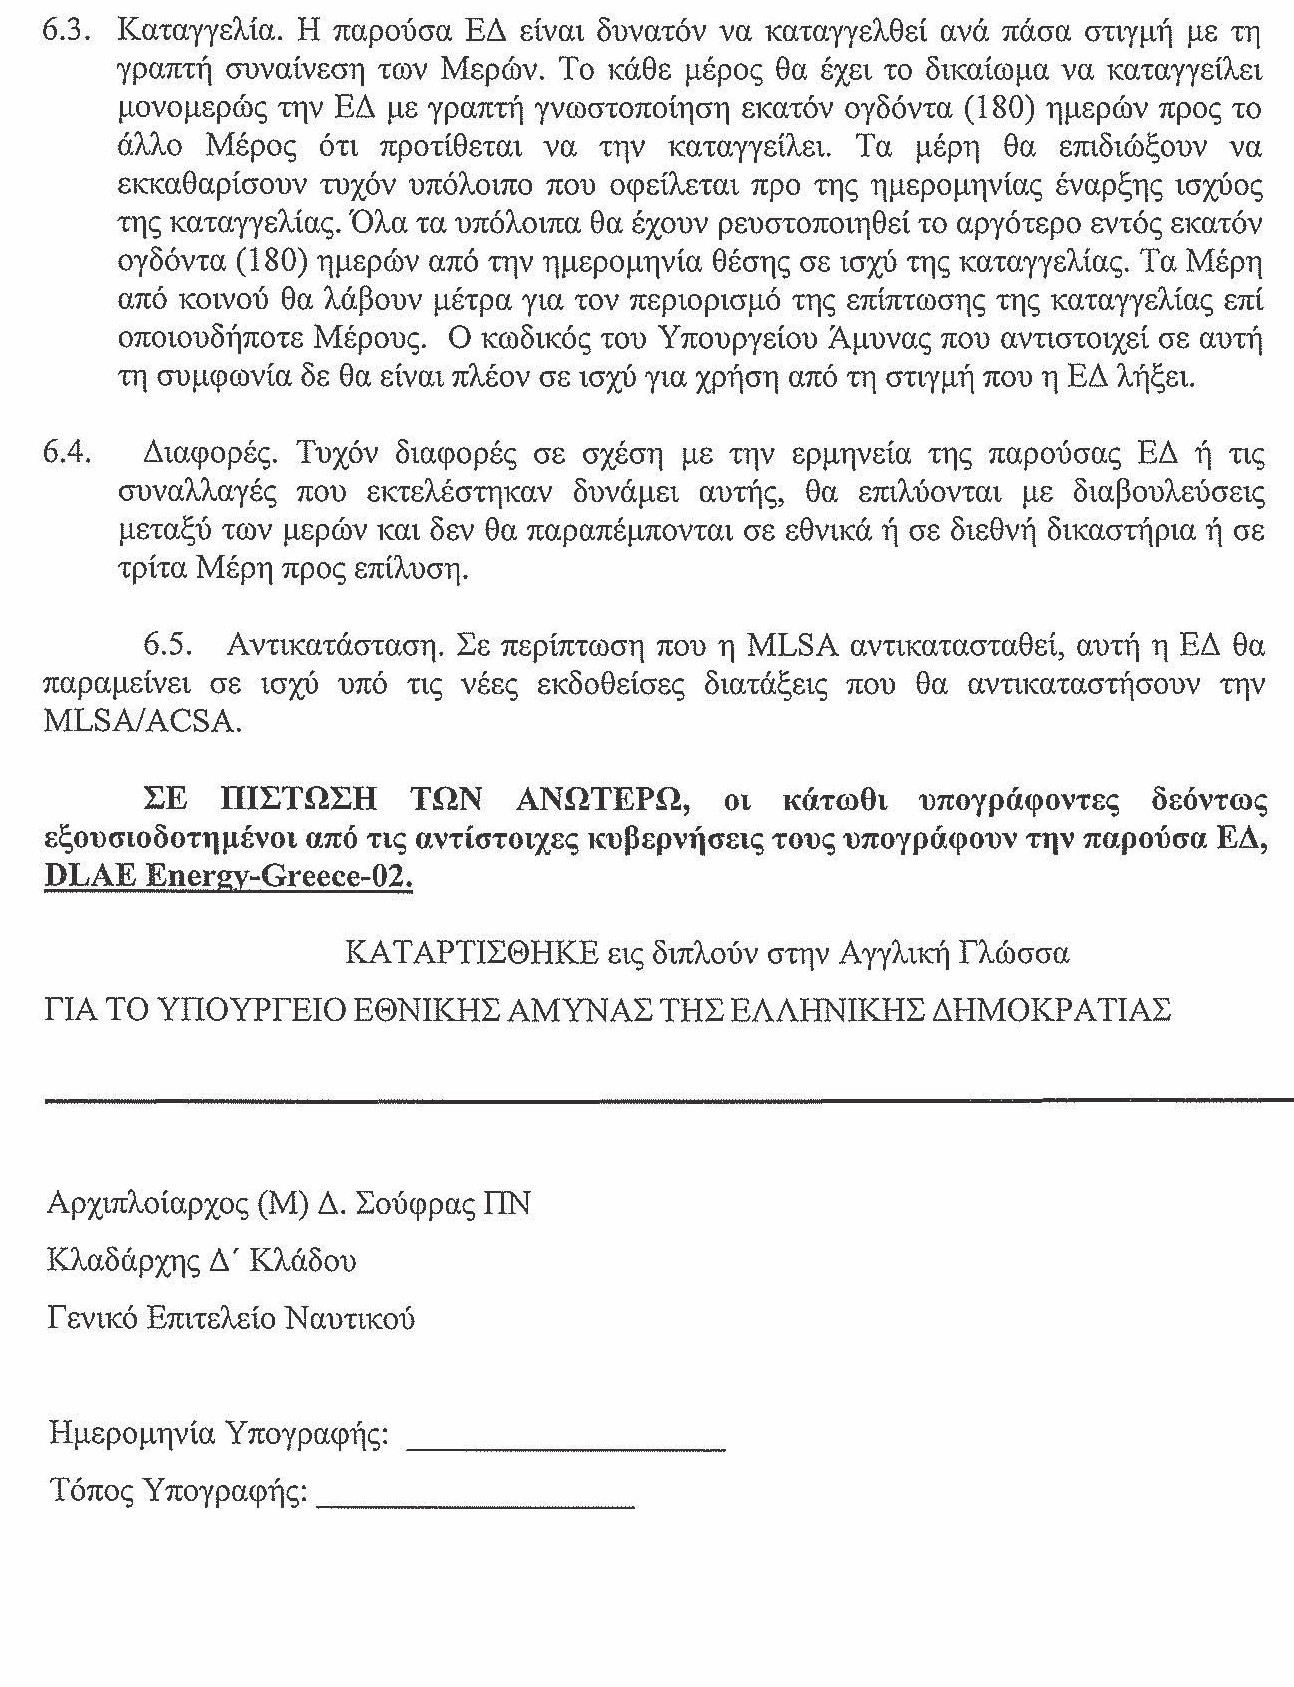 6.3. Καταγγελία. Η παρούσα ΕΔ είναι δυνατόν να καταγγελθεί ανά πάσα στιγμή με τη
γραπτή συναίνεση των Μερών. Το κάθε μέρος θα έχει το δικαίωμα να καταγγείλει
μονομερώς την ΕΔ με γραπτή γνωστοποίηση εκατόν ογδόντα (180) ημερών προς το
άλλο Μέρος ότι προτίθεται να την καταγγείλει. Τα μέρη θα επιδιώξουν να
εκκαθαρίσουν τυχόν υπόλοιπο που οφείλεται προ της ημερομηνίας έναρξης ισχύος
της καταγγελίας. Όλα τα υπόλοιπα θα έχουν ρευστοποιηθεί το αργότερο εντός εκατόν
ογδόντα (180) ημερών από την ημερομηνία θέσης σε ισχύ της καταγγελίας. Τα Μέρη
από κοινού θα λάβουν μέτρα για τον περιορισμό της επίπτωσης της καταγγελίας επί
οποιουδήποτε Μέρους. Ο κωδικός του Υπουργείου Άμυνας που αντιστοιχεί σε αυτή
τη συμφωνία δε θα είναι πλέον σε ισχύ για χρήση από τη στιγμή που η ΕΔ λήξει.
6.4. Διαφορές. Τυχόν διαφορές σε σχέση με την ερμηνεία της παρούσας ΕΔ ή τις
συναλλαγές που εκτελέστηκαν δυνάμει αυτής, θα επιλύονται με διαβουλεύσεις
μεταξύ των μερών και δεν θα παραπέμπονται σε εθνικά ή σε διεθνή δικαστήρια ή σε
τρίτα Μέρη προς επίλυση.
6.5. Αντικατάσταση. Σε περίπτωση που η MLSA αντικατασταθεί, αυτή η ΕΔ θα
παραμείνει σε ισχύ υπό τις νέες εκδοθείσες διατάξεις που θα αντικαταστήσουν την
MLSA/ACSA.
ΣΕ ΠΙΣΤΩΣΗ ΤΩΝ ΑΝΩΤΕΡΩ, οι κάτωθι υπογράφοντες δεόντως
εξουσιοδοτημένοι από τις αντίστοιχες κυβερνήσεις τους υπογράφουν την παρούσα ΕΔ,
DLAE Energy-Greece-02.
ΚΑΤΑΡΤΙΣΘΗΚΕ εις διπλούν στην Αγγλική Γλώσσα
ΓΙΑ ΤΟ ΥΠΟΥΡΓΕΙΟ ΕΘΝΙΚΗΣ ΑΜΥΝΑΣ ΤΗΣ ΕΛΛΗΝΙΚΗΣ ΔΗΜΟΚΡΑΤΙΑΣ
Αρχιπλοίαρχος (Μ) Δ. Σούφρας ΠΝ
Κλαδάρχης Δ΄ Κλάδου
Γενικό Επιτελείο Ναυτικού
Ημερομηνία Υπογραφής:
Τόπος Υπογραφής: